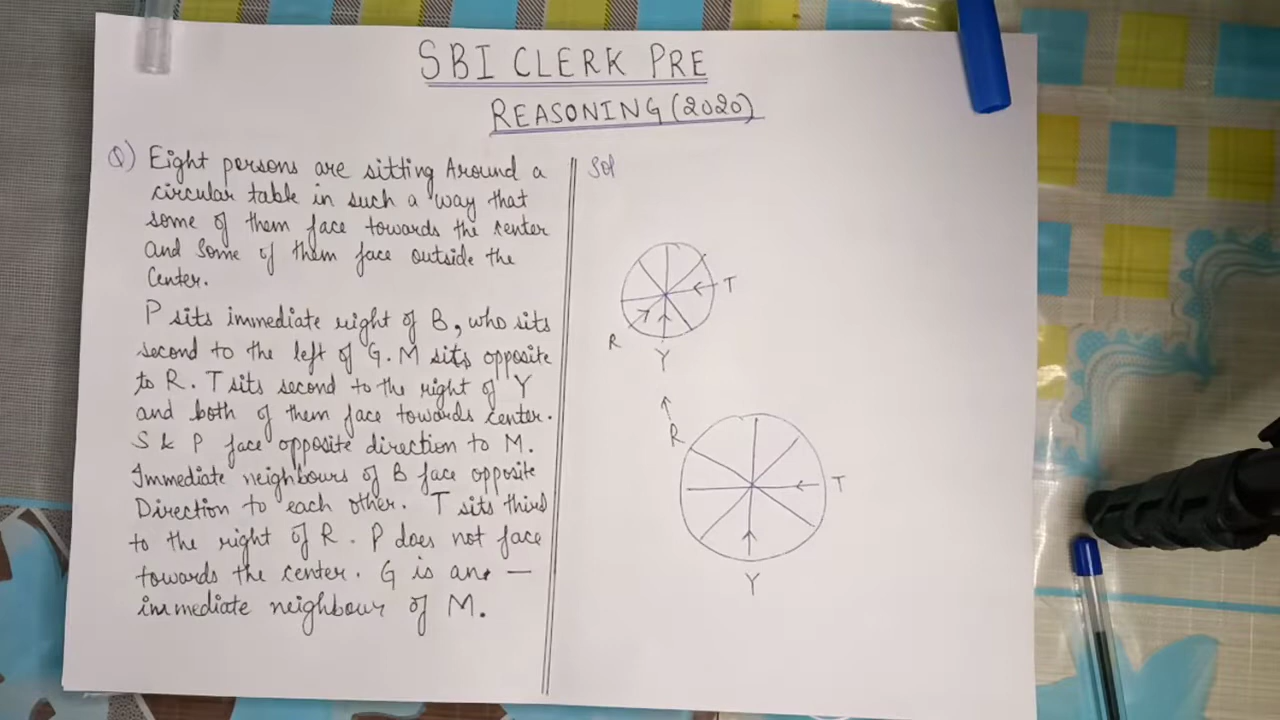 SBI CLERK PRE
REASONING (2020)
Q) Eight persons are sitting Around a
circular table in such a way that
some of them face towards the center
and Some of them face outside the
Center.
P sits immediate right of B, who sits
second to the left of G. M sits opposite
to R. T sits second to the right of Y
and both of them face towards center.
S & P face opposite direction to M.
Immediate neighbours of B face opposite
Direction to each other. T sits third
to the right of R. P does not face
towards the center. G is an —
immediate neighbour of M.
Sol
T
R
Y
R
T
Y